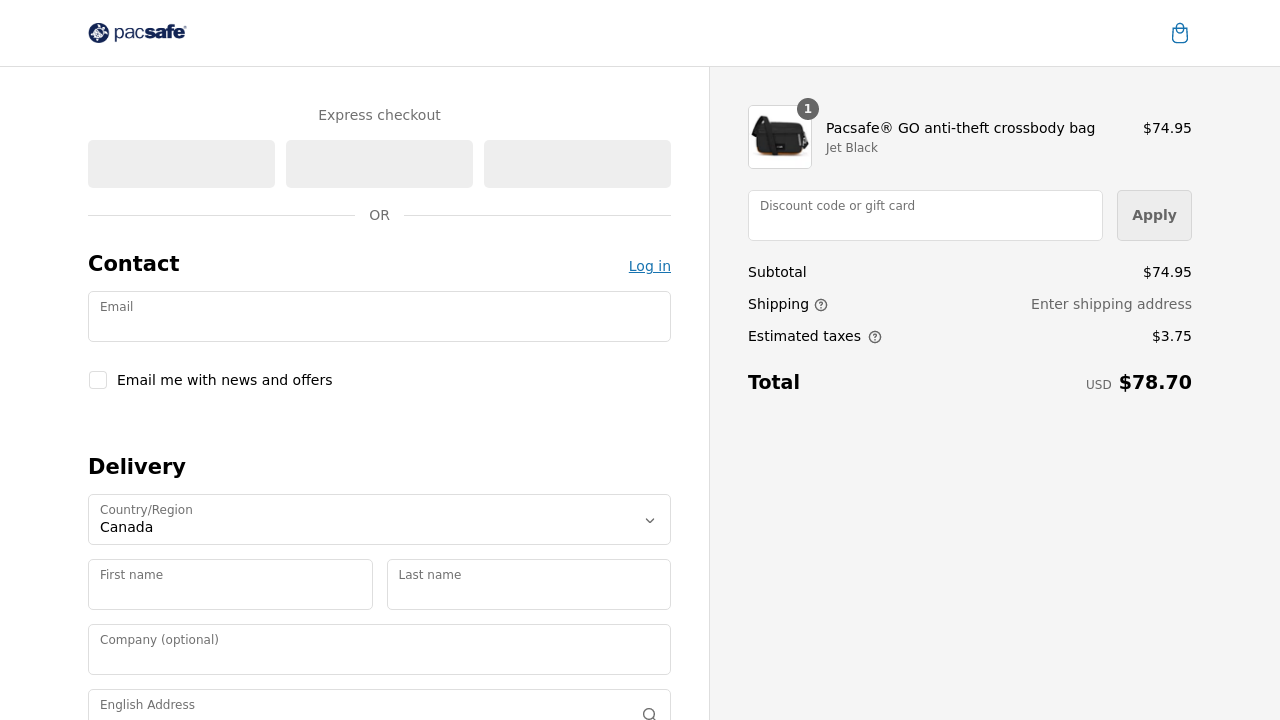 pacsafe®
Express checkout
OR
Contact
Log in
Email
Email me with news and offers
Delivery
Country/Region
Canada
First name
Last name
Company (optional)
English Address
1
Pacsafe® GO anti-theft crossbody bag
$74.95
Jet Black
Discount code or gift card
Apply
Subtotal
$74.95
Shipping
Enter shipping address
Estimated taxes
$3.75
Total
USD $78.70